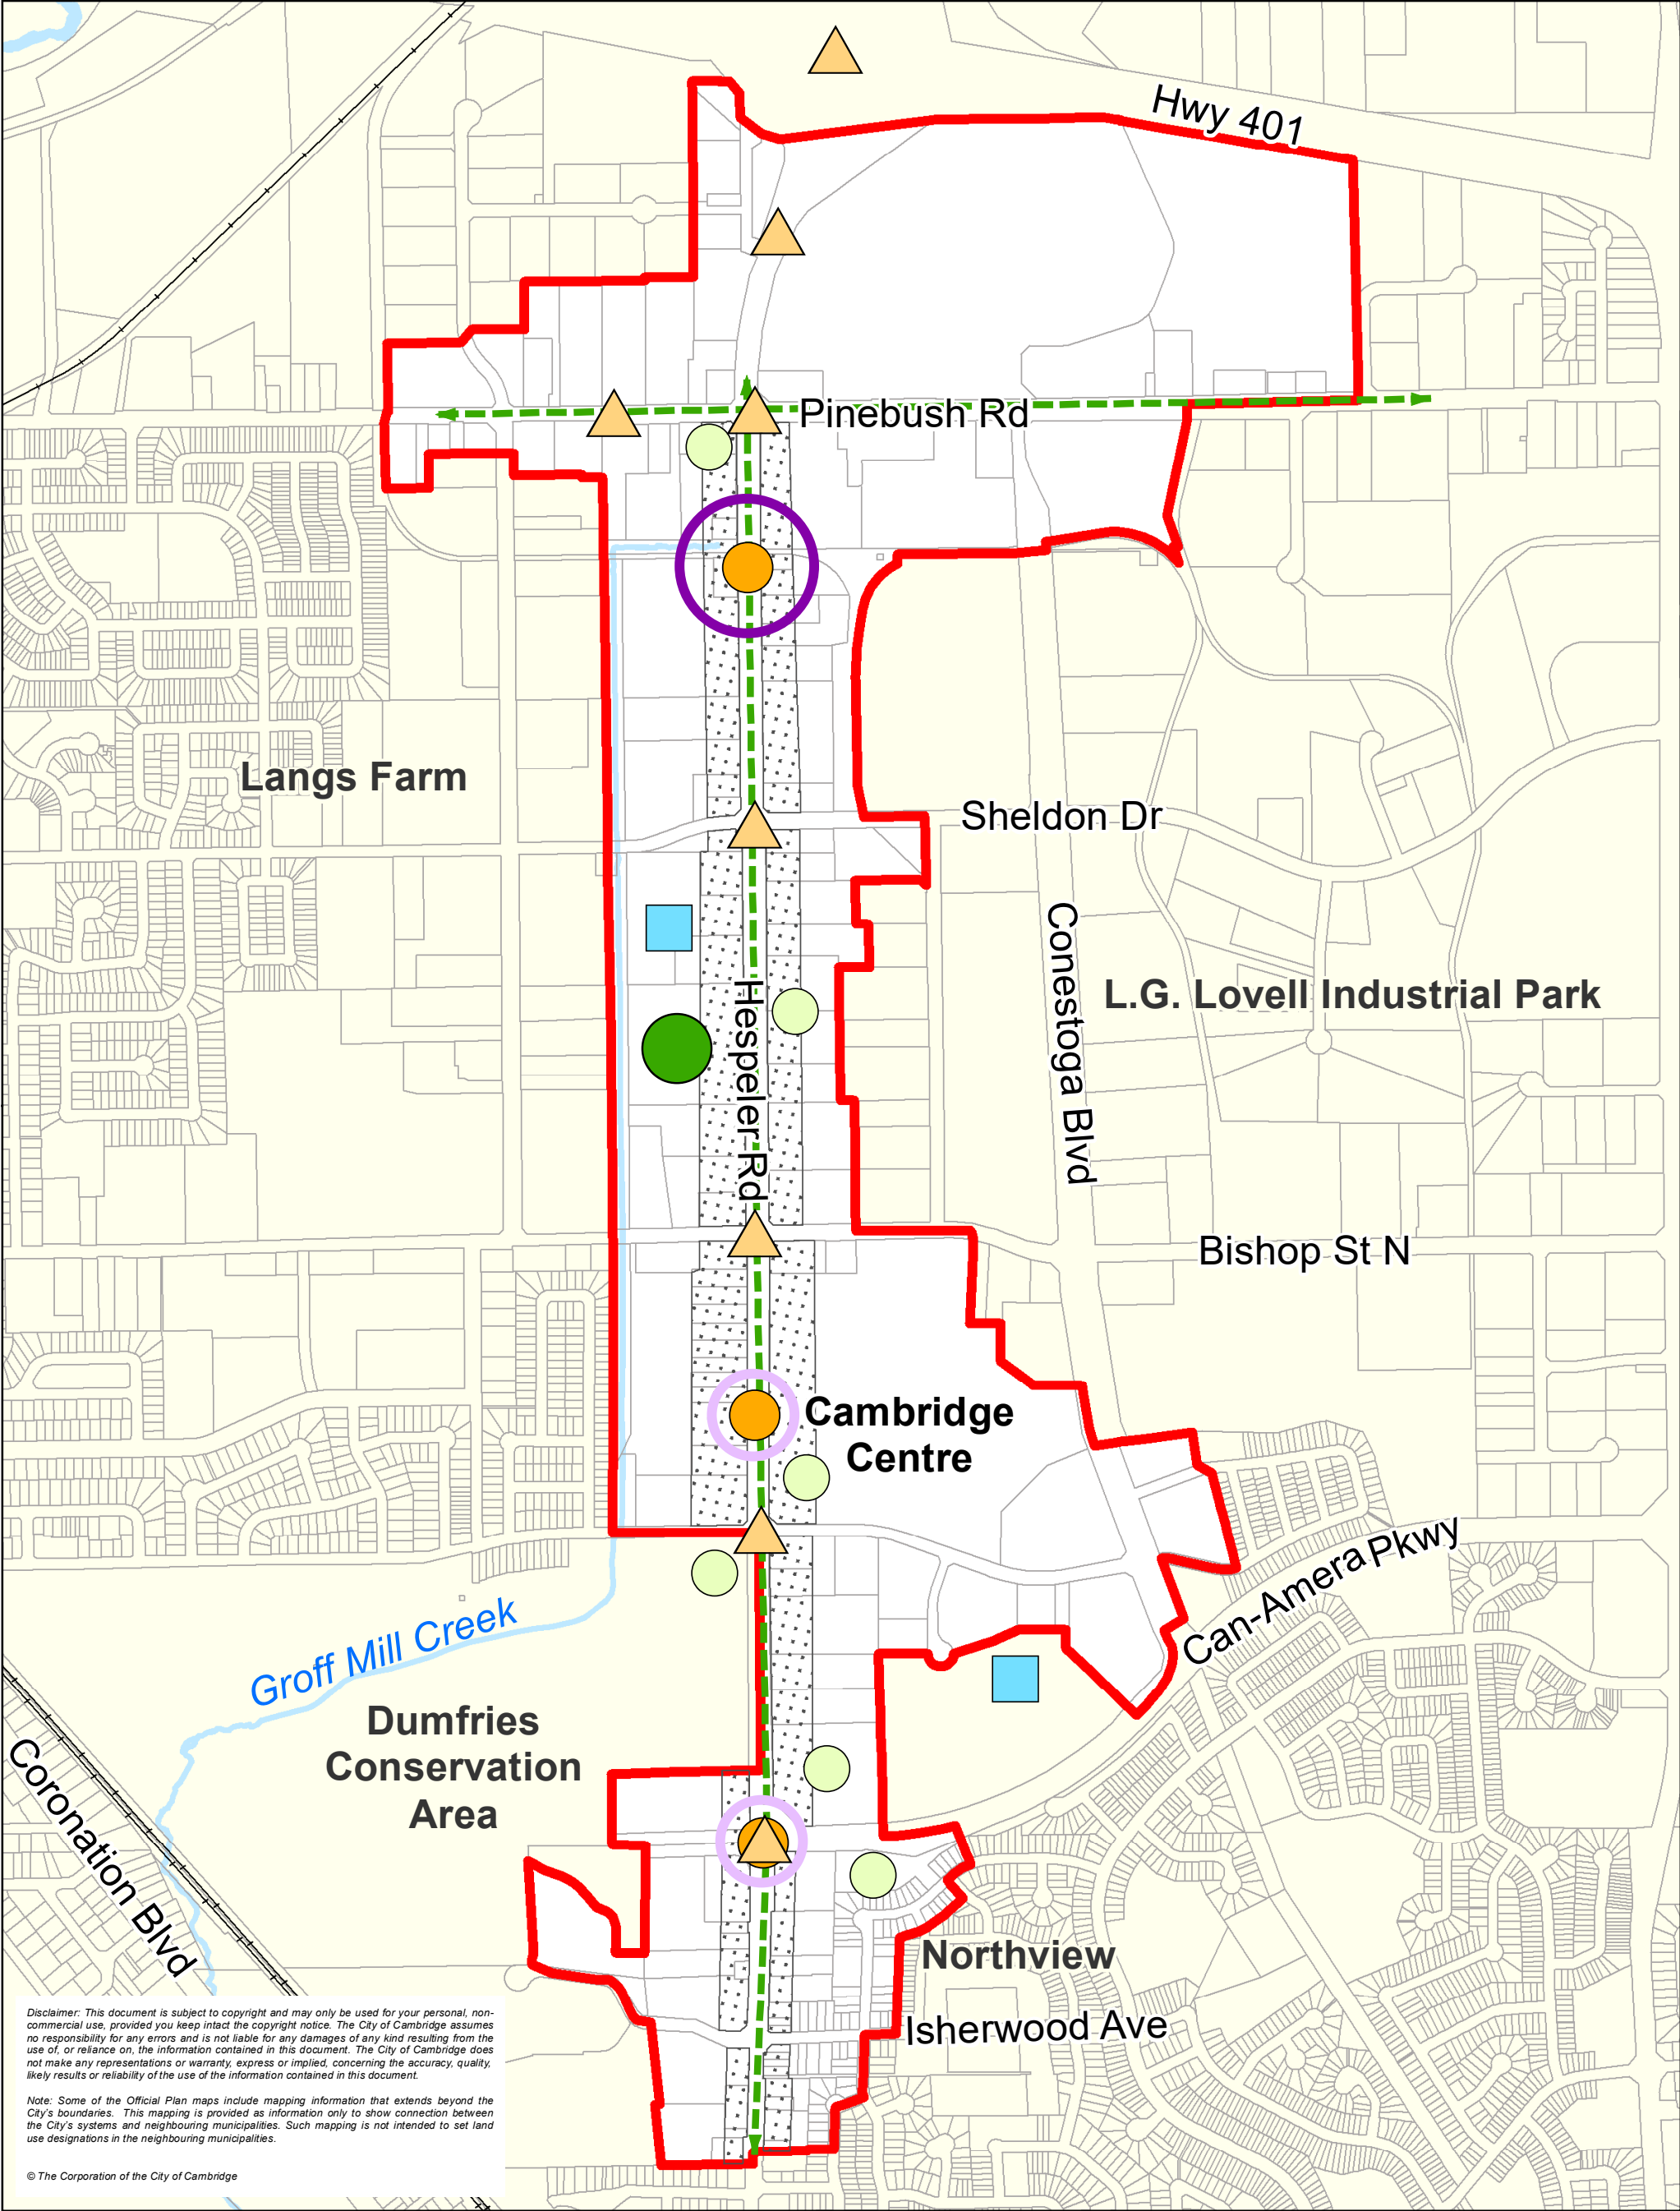 Hwy 401
Pinebush Rd
Langs Farm
Sheldon Dr
Conestoga Blvd
L.G. Lovell Industrial Park
Hespeler Rd
Bishop St N
Cambridge
Centre
Can-Amera Pkwy
Groff Mill Creek
Dumfries
Conservation
Area
Coronation Blvd
Northview
Isherwood Ave
Disclaimer: This document is subject to copyright and may only be used for your personal, non-
commercial use, provided you keep intact the copyright notice. The City of Cambridge assumes
no responsibility for any errors and is not liable for any damages of any kind resulting from the
use of, or reliance on, the information contained in this document. The City of Cambridge does
not make any representations or warranty, express or implied, concerning the accuracy, quality,
likely results or reliability of the use of the information contained in this document.
Note: Some of the Official Plan maps include mapping information that extends beyond the
City's boundaries. This mapping is provided as information only to show connection between
the City's systems and neighbouring municipalities. Such mapping is not intended to set land
use designations in the neighbouring municipalities.
© The Corporation of the City of Cambridge